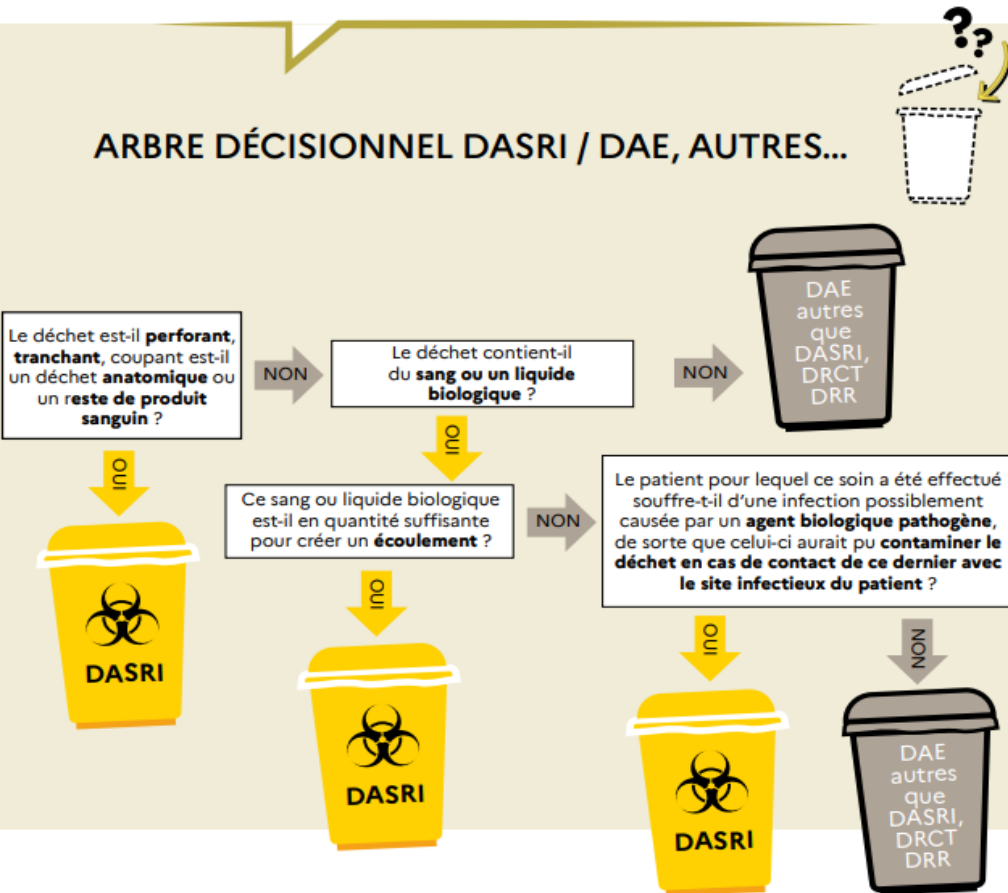 ??
ARBRE DÉCISIONNEL DASRI / DAE, AUTRES...
Le déchet est-il perforant,
tranchant, coupant est-il
un déchet anatomique ou
un reste de produit
sanguin ?
NON
Le déchet contient-il
du sang ou un liquide
biologique ?
NON
DAE
autres
que
DASRI,
DRCT
DRR
OUI
DASRI
OUI
Ce sang ou liquide biologique
est-il en quantité suffisante
pour créer un écoulement ?
NON
Le patient pour lequel ce soin a été effectué
souffre-t-il d'une infection possiblement
causée par un agent biologique pathogène,
de sorte que celui-ci aurait pu contaminer le
déchet en cas de contact de ce dernier avec
le site infectieux du patient ?
OUI
DASRI
OUI
DASRI
NON
DAE
autres
que
DASRI,
DRCT
DRR